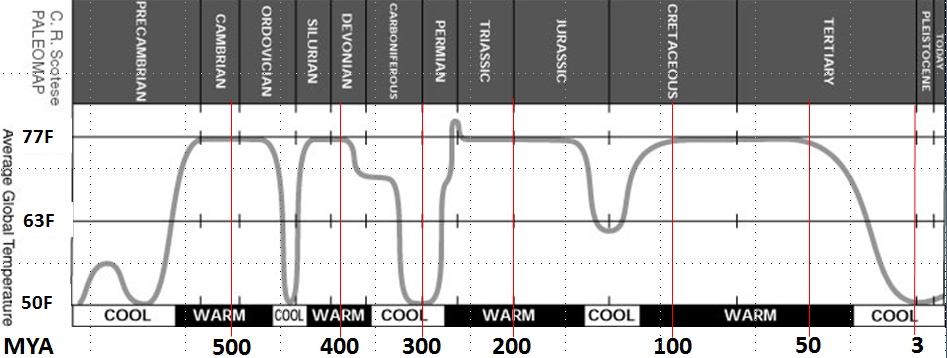 C. R. Scotese
PALEOMAP
PRECAMBRIAN
CAMBRIAN
ORDOVICIAN
SILURIAN
DEVONIAN
CARBONIFEROUS
PERMIAN
TRIASSIC
JURASSIC
CRETACEOUS
TERTIARY
PLEISTOCENE
TODAY
Average Global Temperature
77F
63F
50F
COOL WARM COOL WARM COOL WARM COOL WARM COOL
MYA 500 400 300 200 100 50 3